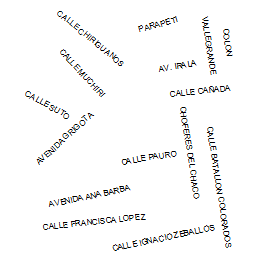 CALLE CHIRIGUANOS
PARAPETI
COLON
VALLEGRANDE
CALLE MUCHIRI
AV. IRALA
CALLE CAÑADA
CALLE SUTO
AVENIDA GRIGOTA
CHOFERES DEL CHACO
CALLE BATALLON COLORADOS
CALLE PAURO
AVENIDA ANA BARBA
CALLE FRANCISCA LOPEZ
CALLE IGNACIO ZEBALLOS